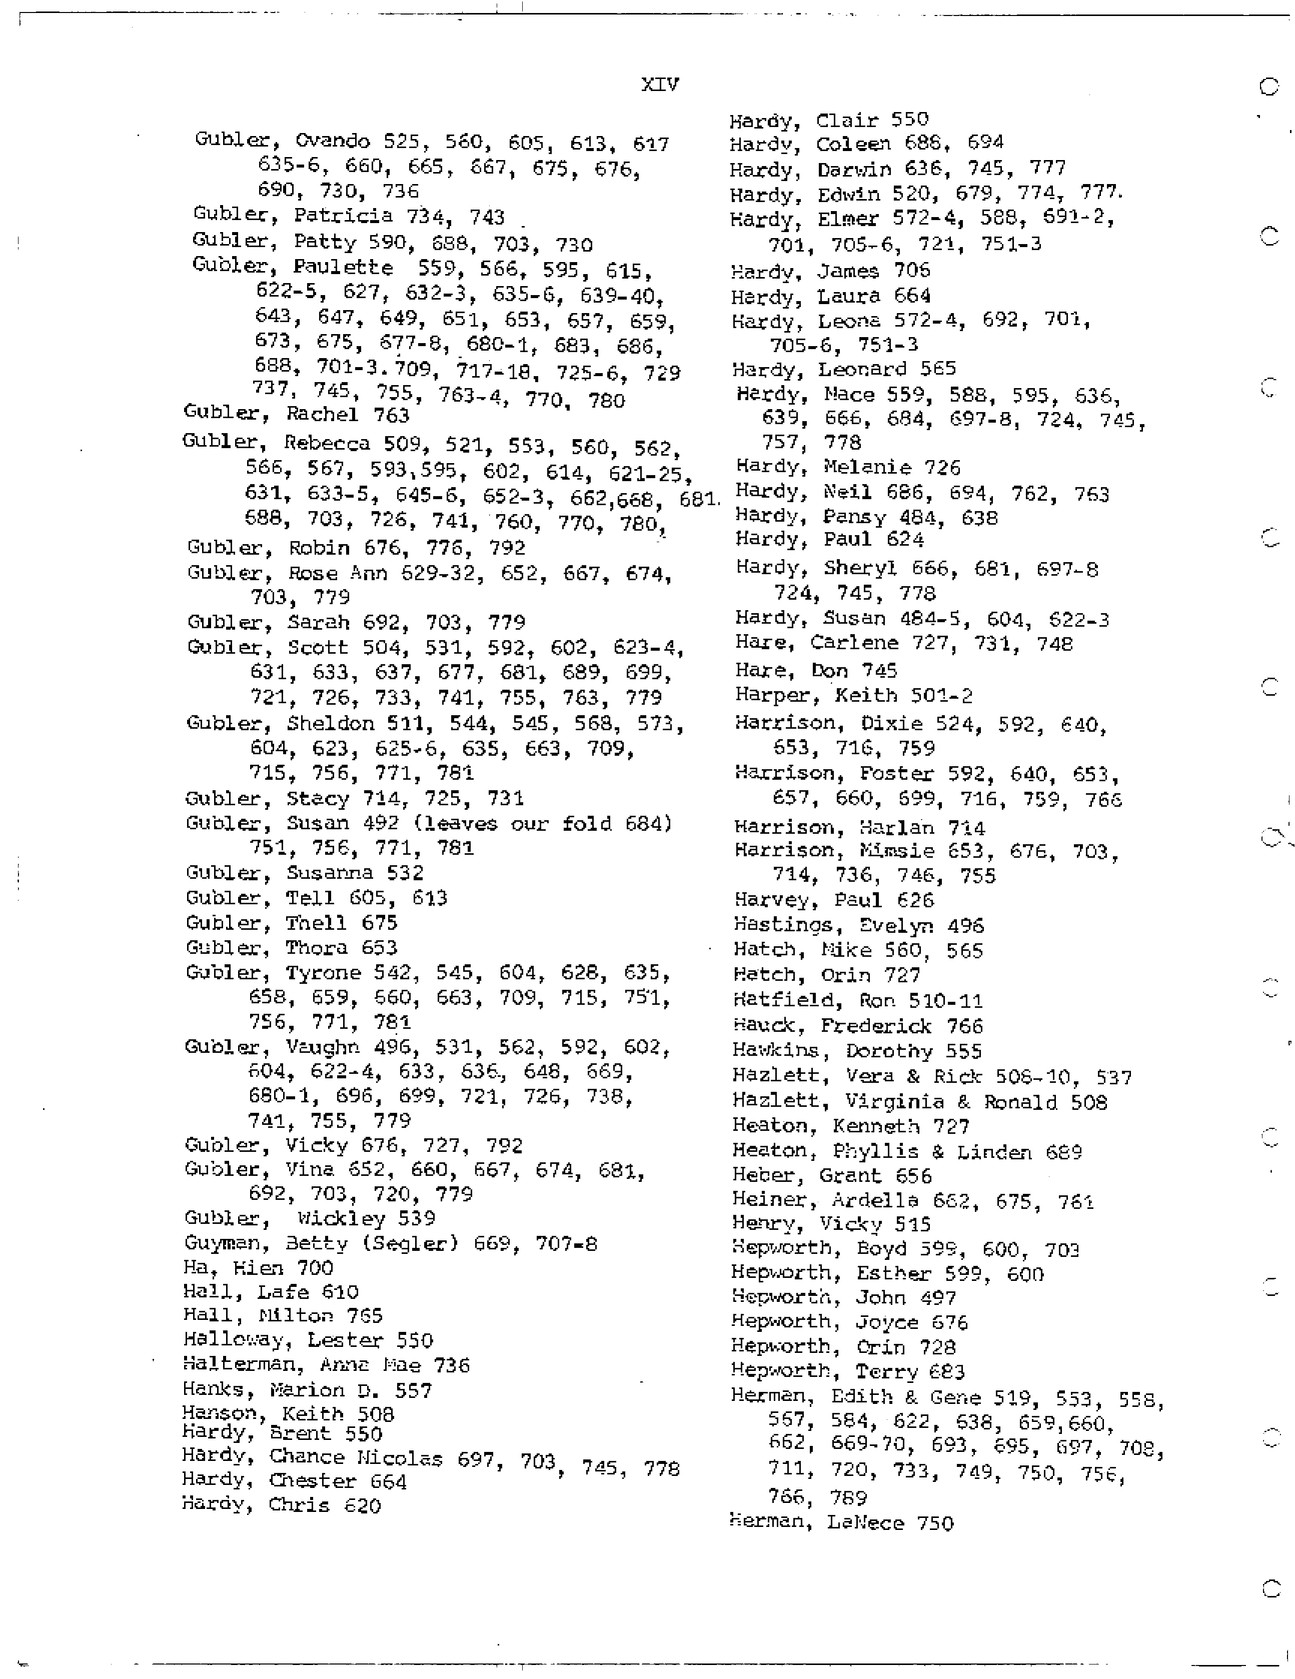 XIV
Gubler, Ovando 525, 560, 605, 613, 617
635-6, 660, 665, 667, 675, 676,
690, 730, 736
Gubler, Patricia 734, 743
Gubler, Patty 590, 688, 703, 730
Gubler, Paulette 559, 566, 595, 615,
622-5, 627, 632-3, 635-6, 639-40,
643, 647, 649, 651, 653, 657, 659,
673, 675, 677-8, 680-1, 683, 686,
688, 701-3. 709, 717-18, 725-6, 729
737, 745, 755, 763-4, 770, 780
Gubler, Rachel 763
Gubler, Rebecca 509, 521, 553, 560, 562,
566, 567, 593,595, 602, 614, 621-25,
631, 633-5, 645-6, 652-3, 662,668, 681.
688, 703, 726, 741, 760, 770, 780,
Gubler, Robin 676, 776, 792
Gubler, Rose Ann 629-32, 652, 667, 674,
703, 779
Gubler, Sarah 692, 703, 779
Gubler, Scott 504, 531, 592, 602, 623-4,
631, 633, 637, 677, 681, 689, 699,
721, 726, 733, 741, 755, 763, 779
Gubler, Sheldon 511, 544, 545, 568, 573,
604, 623, 625-6, 635, 663, 709,
715, 756, 771, 781
Gubler, Stacy 714, 725, 731
Gubler, Susan 492 (leaves our fold 684)
751, 756, 771, 781
Gubler, Susanna 532
Gubler, Tell 605, 613
Gubler, Thell 675
Gubler, Thora 653
Gubler, Tyrone 542, 545, 604, 628, 635,
658, 659, 660, 663, 709, 715, 751,
756, 771, 781
Gubler, Vaughn 496, 531, 562, 592, 602,
604, 622-4, 633, 636, 648, 669,
680-1, 696, 699, 721, 726, 738,
741, 755, 779
Gubler, Vicky 676, 727, 792
Gubler, Vina 652, 660, 667, 674, 681,
692, 703, 720, 779
Gubler, Wickley 539
Guyman, Betty (Segler) 669, 707-8
Ha, Hien 700
Hall, Lafe 610
Hall, Milton 765
Halloway, Lester 550
Halterman, Anna Mae 736
Hanks, Marion D. 557
Hanson, Keith 508
Hardy, Brent 550
Hardy, Chance Nicolas 697, 703, 745, 778
Hardy, Chester 664
Hardy, Chris 620
Hardy, Clair 550
Hardy, Coleen 688, 694
Hardy, Darwin 636, 745, 777
Hardy, Edwin 520, 679, 774, 777.
Hardy, Elmer 572-4, 588, 691-2,
701, 705-6, 721, 751-3
Hardy, James 706
Hardy, Laura 664
Hardy, Leona 572-4, 692, 701,
705-6, 751-3
Hardy, Leonard 565
Hardy, Mace 559, 588, 595, 636,
639, 666, 684, 697-8, 724, 745,
757, 778
Hardy, Melanie 726
Hardy, Neil 686, 694, 762, 763
Hardy, Pansy 484, 638
Hardy, Paul 624
Hardy, Sheryl 666, 681, 697-8
724, 745, 778
Hardy, Susan 484-5, 604, 622-3
Hare, Carlene 727, 731, 748
Hare, Don 745
Harper, Keith 501-2
Harrison, Dixie 524, 592, 640,
653, 716, 759
Harrison, Foster 592, 640, 653,
657, 660, 699, 716, 759, 766
Harrison, Harlan 714
Harrison, Mimsie 653, 676, 703,
714, 736, 746, 755
Harvey, Paul 626
Hastings, Evelyn 496
Hatch, Mike 560, 565
Hatch, Orin 727
Hatfield, Ron 510-11
Hauck, Frederick 766
Hawkins, Dorothy 555
Hazlett, Vera & Rick 508-10, 537
Hazlett, Virginia & Ronald 508
Heaton, Kenneth 727
Heaton, Phyllis & Linden 689
Heber, Grant 656
Heiner, Ardella 662, 675, 761
Henry, Vicky 515
Hepworth, Boyd 599, 600, 703
Hepworth, Esther 599, 600
Hepworth, John 497
Hepworth, Joyce 676
Hepworth, Orin 728
Hepworth, Terry 683
Herman, Edith & Gene 519, 553, 558,
567, 584, 622, 638, 659,660,
662, 669-70, 693, 695, 697, 708,
711, 720, 733, 749, 750, 756,
766, 789
Herman, LaNece 750